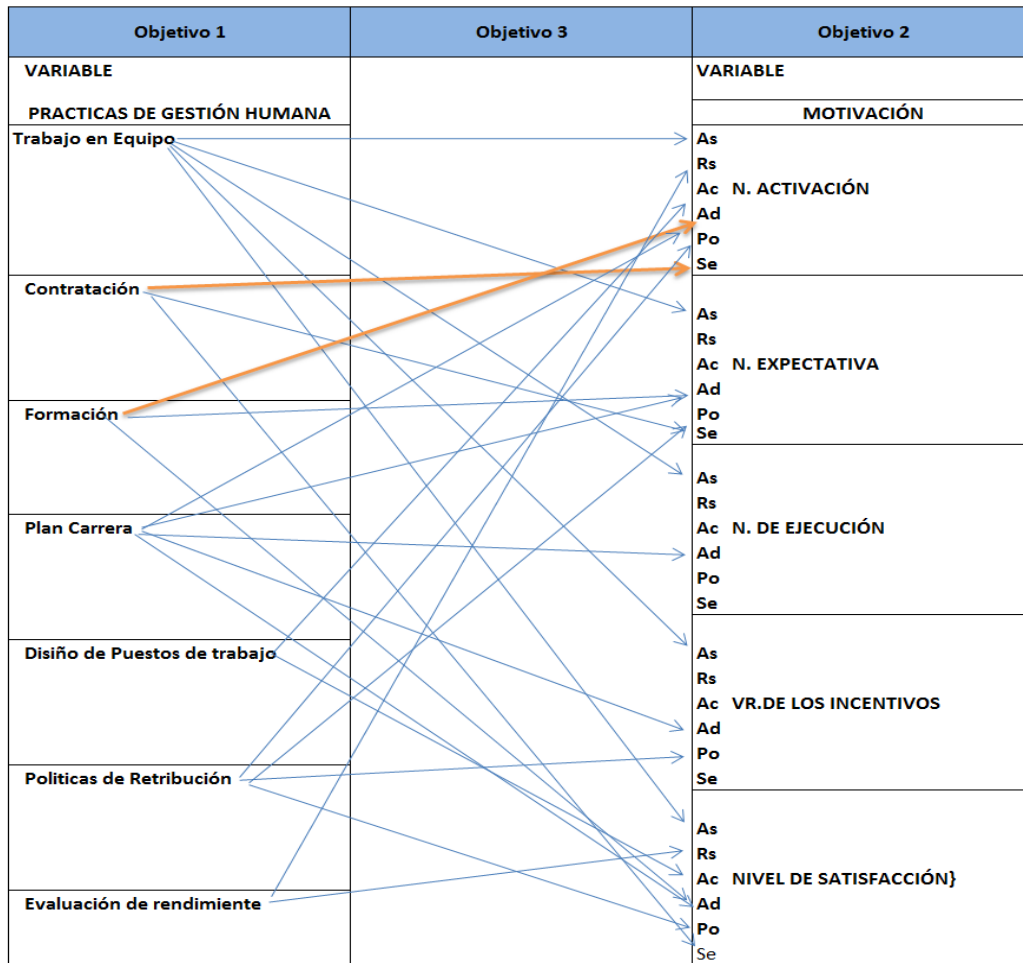 Objetivo 1 Objetivo 3 Objetivo 2
VARIABLE VARIABLE
PRACTICAS DE GESTIÓN HUMANA MOTIVACIÓN
Trabajo en Equipo As
Rs
Ac N. ACTIVACIÓN
Ad
Po
Se
Contratación
As
Rs
Ac N. EXPECTATIVA
Ad
Formación Po
Se
As
Rs
Plan Carrera Ac N. DE EJECUCIÓN
Ad
Po
Se
Disiño de Puestos de trabajo As
Rs
Ac VR.DE LOS INCENTIVOS
Ad
Po
Politicas de Retribución Se
As
Rs
Ac NIVEL DE SATISFACCIÓN}
Evaluación de rendimiente Ad
Po
Se